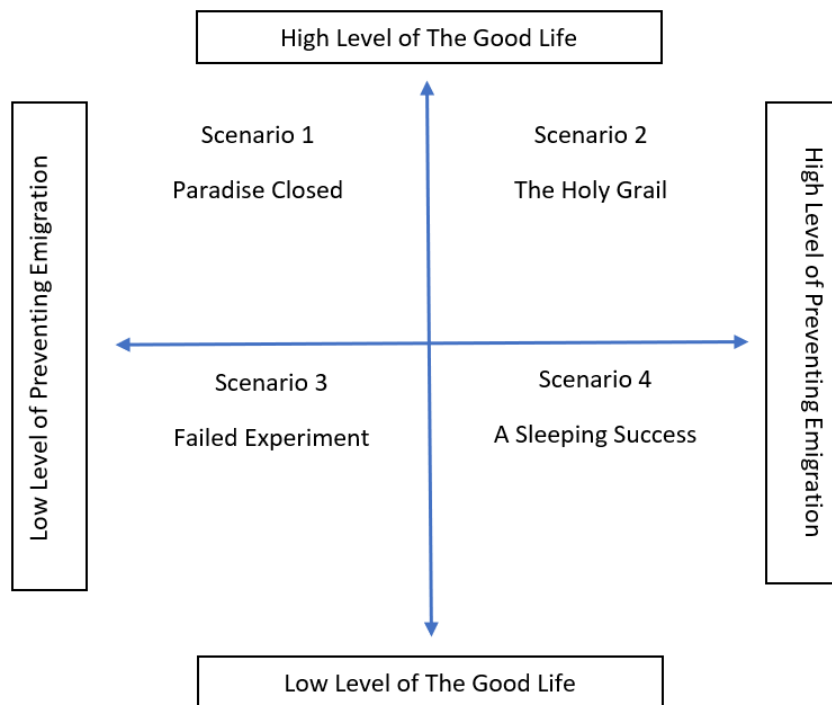 High Level of The Good Life
Low Level of Preventing Emigration
Scenario 1
Paradise Closed
Scenario 2
The Holy Grail
High Level of Preventing Emigration
Scenario 3
Failed Experiment
Scenario 4
A Sleeping Success
Low Level of The Good Life